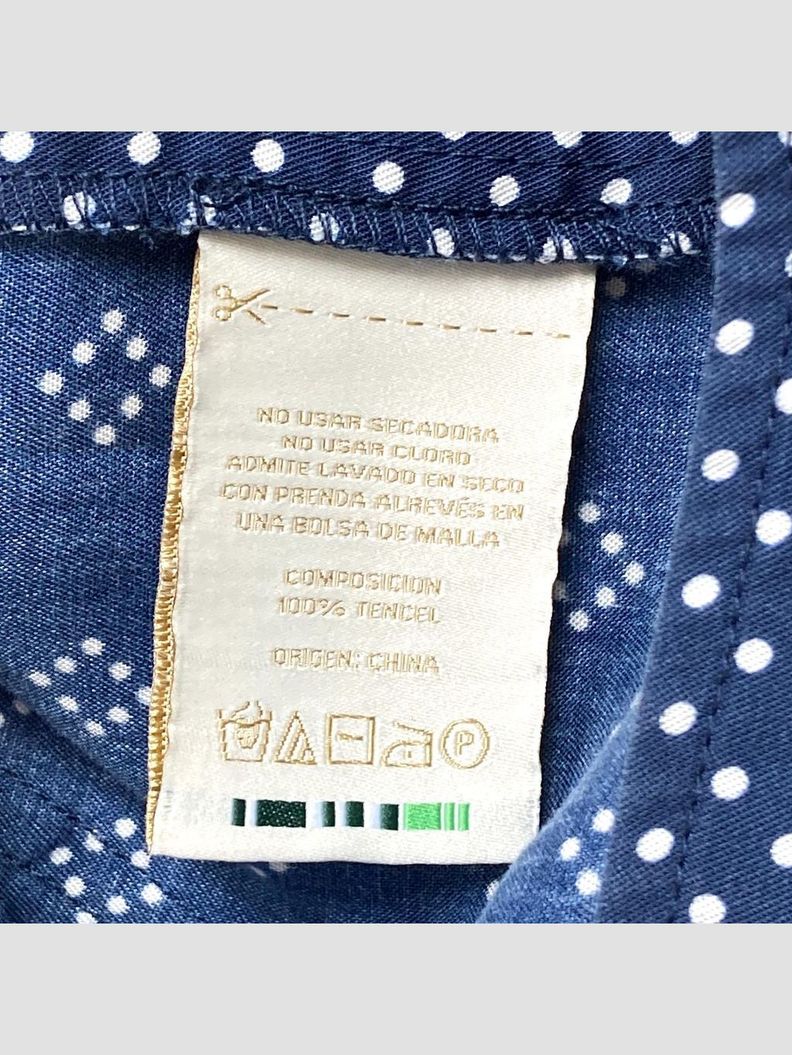 NO USAR SECADORA
NO USAR CLORO
ADMITE LAVADO EN SECO
CON PRENDA ALREVÉS EN
UNA BOLSA DE MALLA
COMPOSICION
100% TENCEL
ORIGEN: CHINA
P